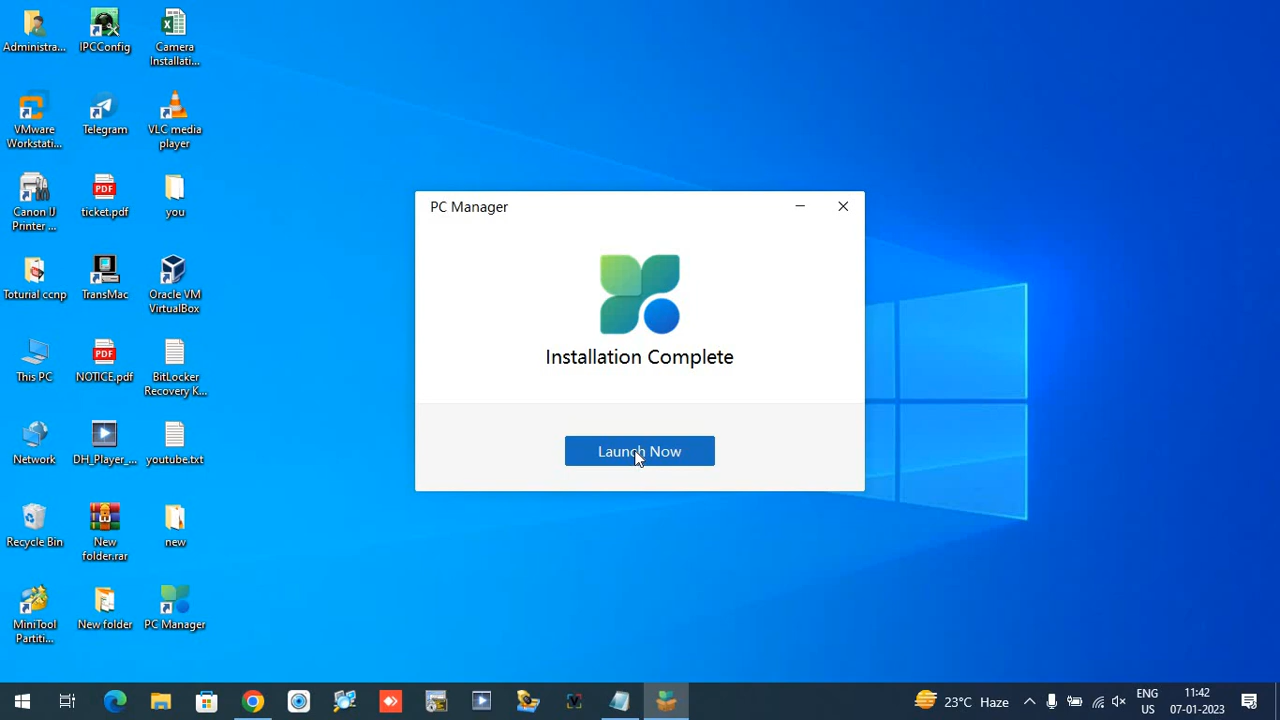 Administra...
IPCConfig
Camera
Installati...
VMware
Workstati...
Telegram
VLC media
player
Canon IJ
Printer ...
PDF
ticket.pdf
you
Toturial ccnp
TransMac
Oracle VM
VirtualBox
This PC
PDF
NOTICE.pdf
BitLocker
Recovery K...
Network
DH_Player_...
youtube.txt
Recycle Bin
New
folder.rar
new
MiniTool
Partiti...
New folder
PC Manager
PC Manager
Installation Complete
Launch Now
23°C Haze
ENG
US
11:42
07-01-2023